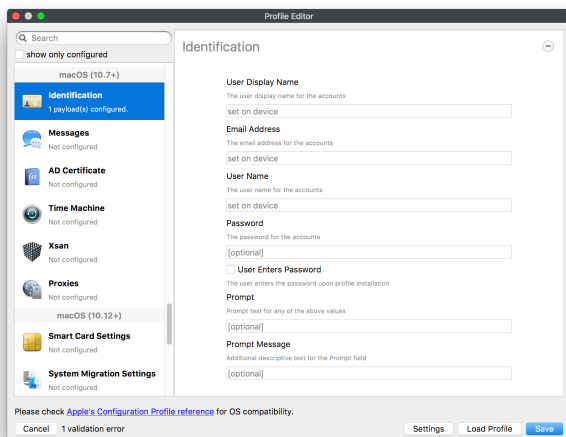 Profile Editor
Search
show only configured
macOS (10.7+)
Identification
1 payload(s) configured.
Messages
Not configured
AD Certificate
Not configured
Time Machine
Not configured
Xsan
Not configured
Proxies
Not configured
macOS (10.12+)
Smart Card Settings
Not configured
System Migration Settings
Not configured
Identification
User Display Name
The user display name for the accounts
set on device
Email Address
The email address for the accounts
set on device
User Name
The user name for the accounts
set on device
Password
The password for the accounts
[optional]
User Enters Password
The user enters the password upon profile installation
Prompt
Prompt text for any of the above values
[optional]
Prompt Message
Additional descriptive text for the Prompt field
[optional]
Please check Apple's Configuration Profile reference for OS compatibility.
Cancel 1 validation error Settings Load Profile Save